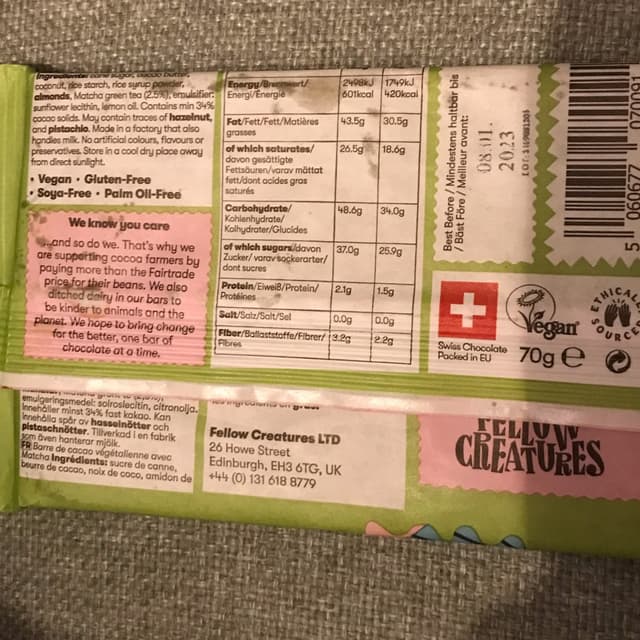 coconut, rice starch, rice syrup powder,
almonds, Matcha green tea (2.5%), emulsifier:
sunflower lecithin, lemon oil. Contains min 34%
cocoa solids. May contain traces of hazelnut,
and pistachio. Made in a factory that also
handles milk. No artificial colours, flavours or
preservatives. Store in a cool dry place away
from direct sunlight.
• Vegan • Gluten-Free
• Soya-Free • Palm Oil-Free
We know you care
...and so do we. That's why we
are supporting cocoa farmers by
paying more than the Fairtrade
price for their beans. We also
ditched dairy in our bars to
be kinder to animals and the
planet. We hope to bring change
for the better, one bar of
chocolate at a time.
Energy/Brennwert/ 2498kJ 1749kJ
Energi/Énergie 601kcal 420kcal
Fat/Fett/Fett/Matières 43.5g 30.5g
grasses
of which saturates/ 26.5g 18.6g
davon gesättigte
Fettsäuren/varav mättat
fett/dont acides gras
saturés
Carbohydrate/ 48.6g 34.0g
Kohlenhydrate/
Kolhydrater/Glucides
of which sugars/davon 37.0g 25.9g
Zucker/varav sockerarter/
dont sucres
Protein/Eiweiß/Protein/ 2.1g 1.5g
Protéines
Salt/Salz/Salt/Sel 0.0g 0.0g
Fiber/Ballaststoffe/Fibrer/ 3.2g 2.2g
Fibres
Best Before / Mindestens haltbar bis
/ Bäst Före / Meilleur avant:
08.01.
2023
Swiss Chocolate
Packed in EU
Vegan
70g e
ETHICAL
SOURCE
emulgeringsmedel: solroslecitin, citronolja.
Innehåller minst 34% fast kakao. Kan
innehålla spår av hasselnötter och
pistaschnötter. Tillverkad i en fabrik
som även hanterar mjölk.
FR Barre de cacao végétalienne avec
Matcha Ingrédients: sucre de canne,
beurre de cacao, noix de coco, amidon de
Fellow Creatures LTD
26 Howe Street
Edinburgh, EH3 6TG, UK
+44 (0) 131 618 8779
FELLOW
CREATURES